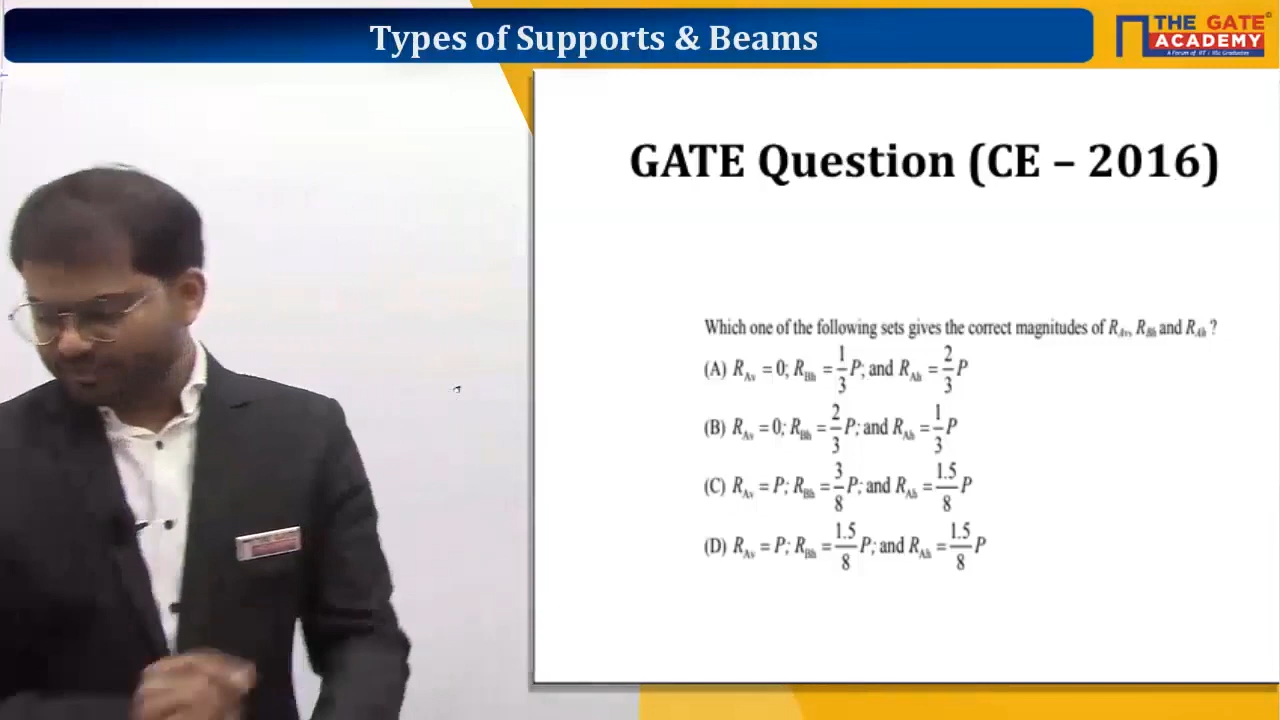 Types of Supports & Beams
THE GATE
ACADEMY
GATE Question (CE – 2016)
Which one of the following sets gives the correct magnitudes of R_Av, R_Bh and R_Ah ?
(A) R_Av = 0; R_Bh = 1/3 P; and R_Ah = 2/3 P
(B) R_Av = 0; R_Bh = 2/3 P; and R_Ah = 1/3 P
(C) R_Av = P; R_Bh = 3/8 P; and R_Ah = 1.5/8 P
(D) R_Av = P; R_Bh = 1.5/8 P; and R_Ah = 1.5/8 P